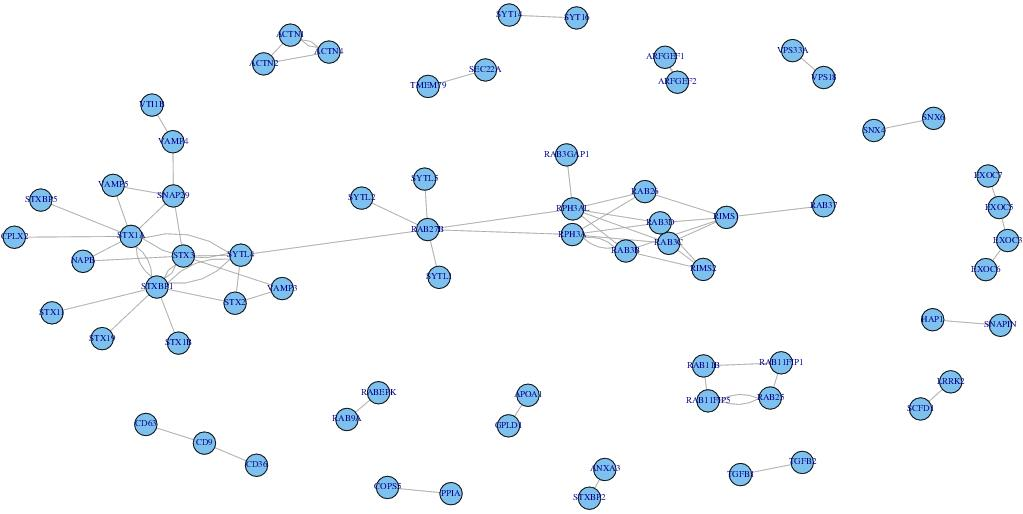 SYT14
SYT16
ACTN1
ACTN4
ACTN2
VPS33A
ARFGEF1
SEC22A
VPS18
ARFGEF2
TMEM79
VTI1B
SNX6
SNX4
VAMP4
RAB3GAP1
EXOC7
SYTL5
VAMP5
RAB26
SNAP29
SYTL2
STXBP5
RAB37
EXOC5
RPH3AL
RIMS1
RAB3D
RAB27B
RPH3A
CPLX2
STX1A
EXOC3
RAB3C
RAB3B
SYTL4
STX3
NAPB
RIMS2
EXOC6
SYTL1
STXBP1
VAMP3
STX2
STX11
HAP1
SNAPIN
STX19
STX1B
RAB11FIP1
RAB11B
LRRK2
RABEPK
APOA1
RAB25
RAB11FIP5
SCFD1
RAB9A
CD63
GPLD1
CD9
TGFB2
CD36
ANXA3
TGFB1
COPS5
PPIA
STXBP2